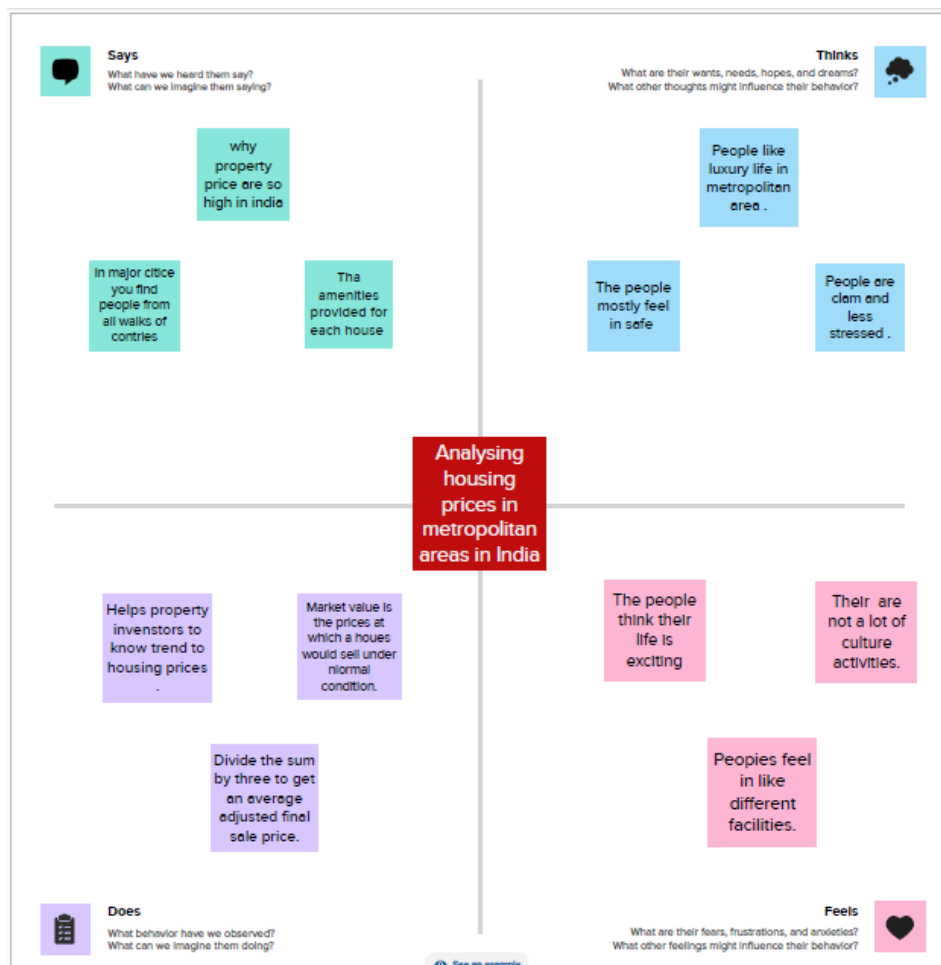 Says
What have we heard them say?
What can we imagine them saying?
Thinks
What are their wants, needs, hopes, and dreams?
What other thoughts might influence their behavior?
why
property
price are so
high in india
In major citice
you find
people from
all walks of
contries
Tha
amenities
provided for
each house
People like
luxury life in
metropolitan
area .
The people
mostly feel
in safe
People are
clam and
less
stressed .
Analysing
housing
prices in
metropolitan
areas in India
Helps property
invenstors to
know trend to
housing prices
.
Market value is
the prices at
which a houes
would sell under
niormal
condition.
Divide the sum
by three to get
an average
adjusted final
sale price.
The people
think their
life is
exciting
Their are
not a lot of
culture
activities.
Peopies feel
in like
different
facilities.
Does
What behavior have we observed?
What can we imagine them doing?
Feels
What are their fears, frustrations, and anxieties?
What other feelings might influence their behavior?
See an example